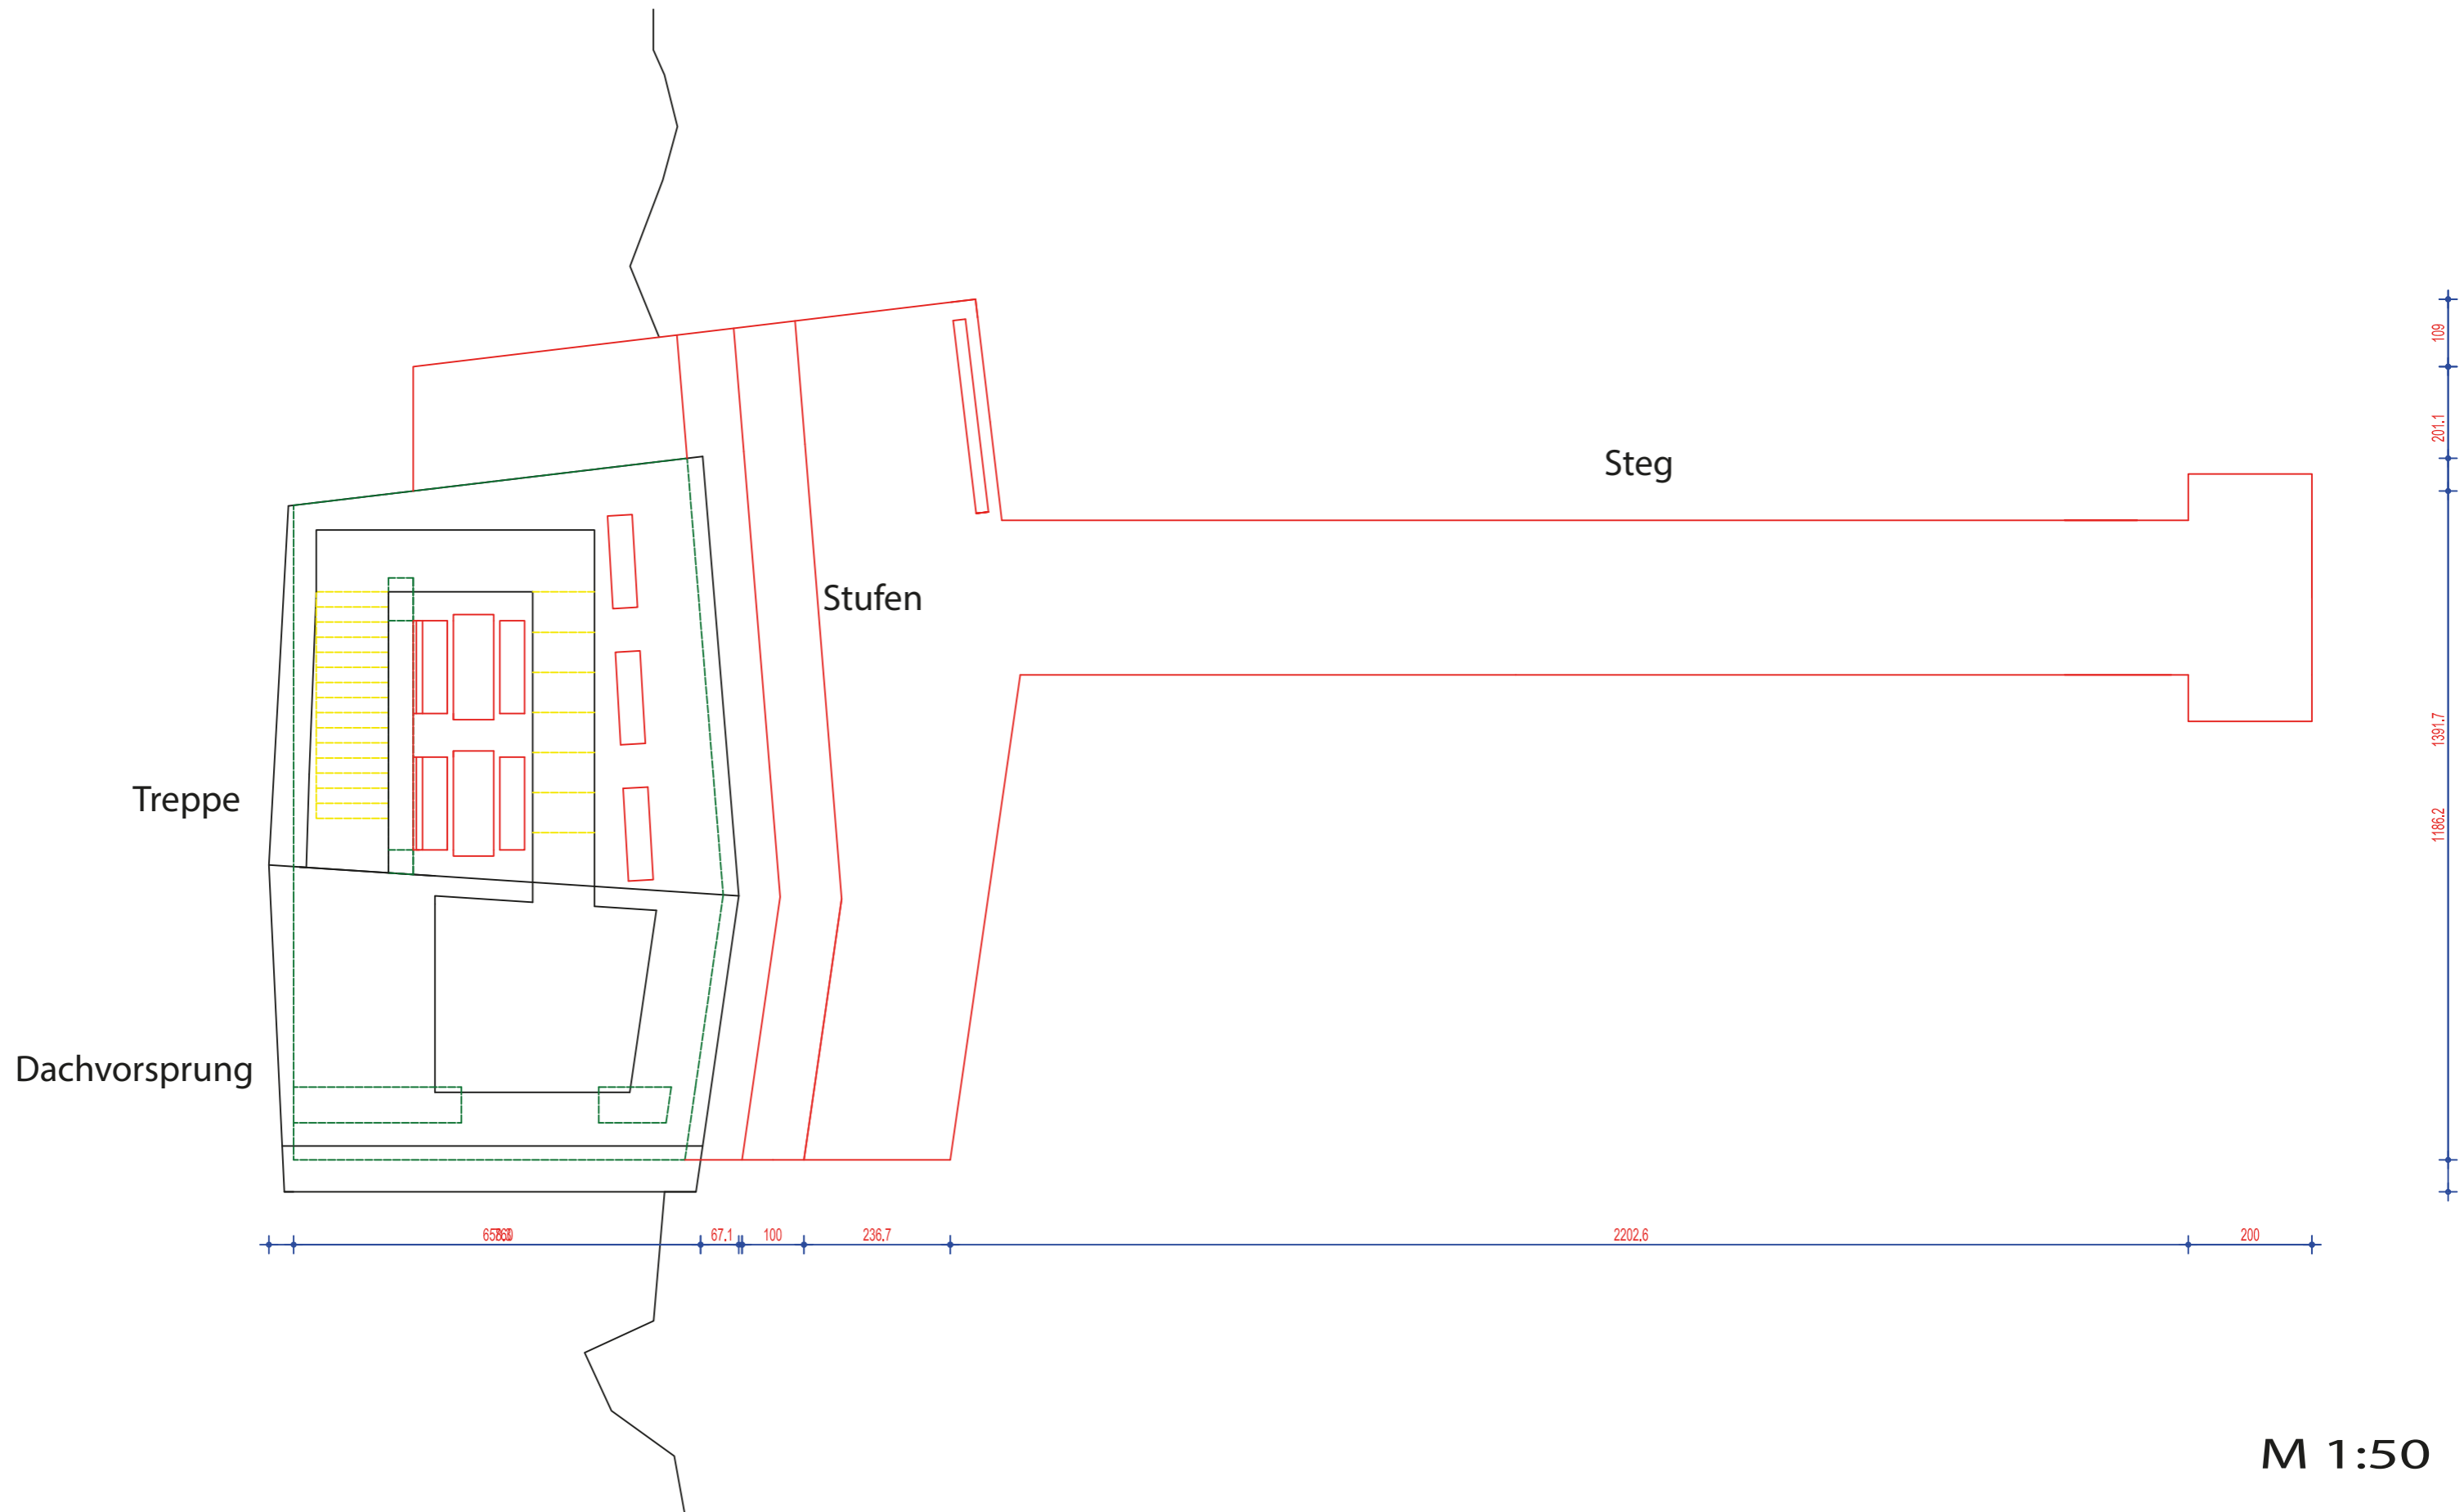 109
201.1
Steg
Stufen
1391.7
Treppe
1186.2
Dachvorsprung
67.1
100
236.7
2202.6
200
M 1:50